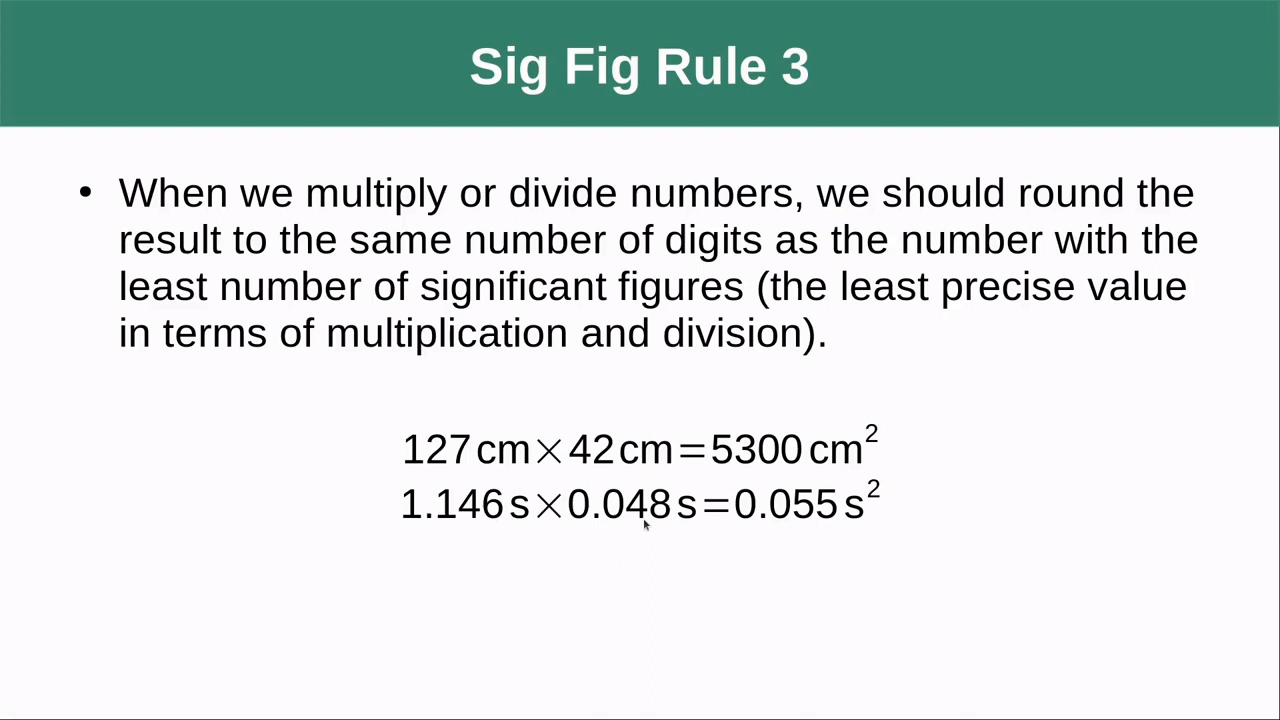 Sig Fig Rule 3
• When we multiply or divide numbers, we should round the
result to the same number of digits as the number with the
least number of significant figures (the least precise value
in terms of multiplication and division).
127 cm×42 cm=5300 cm²
1.146 s×0.048 s=0.055 s²